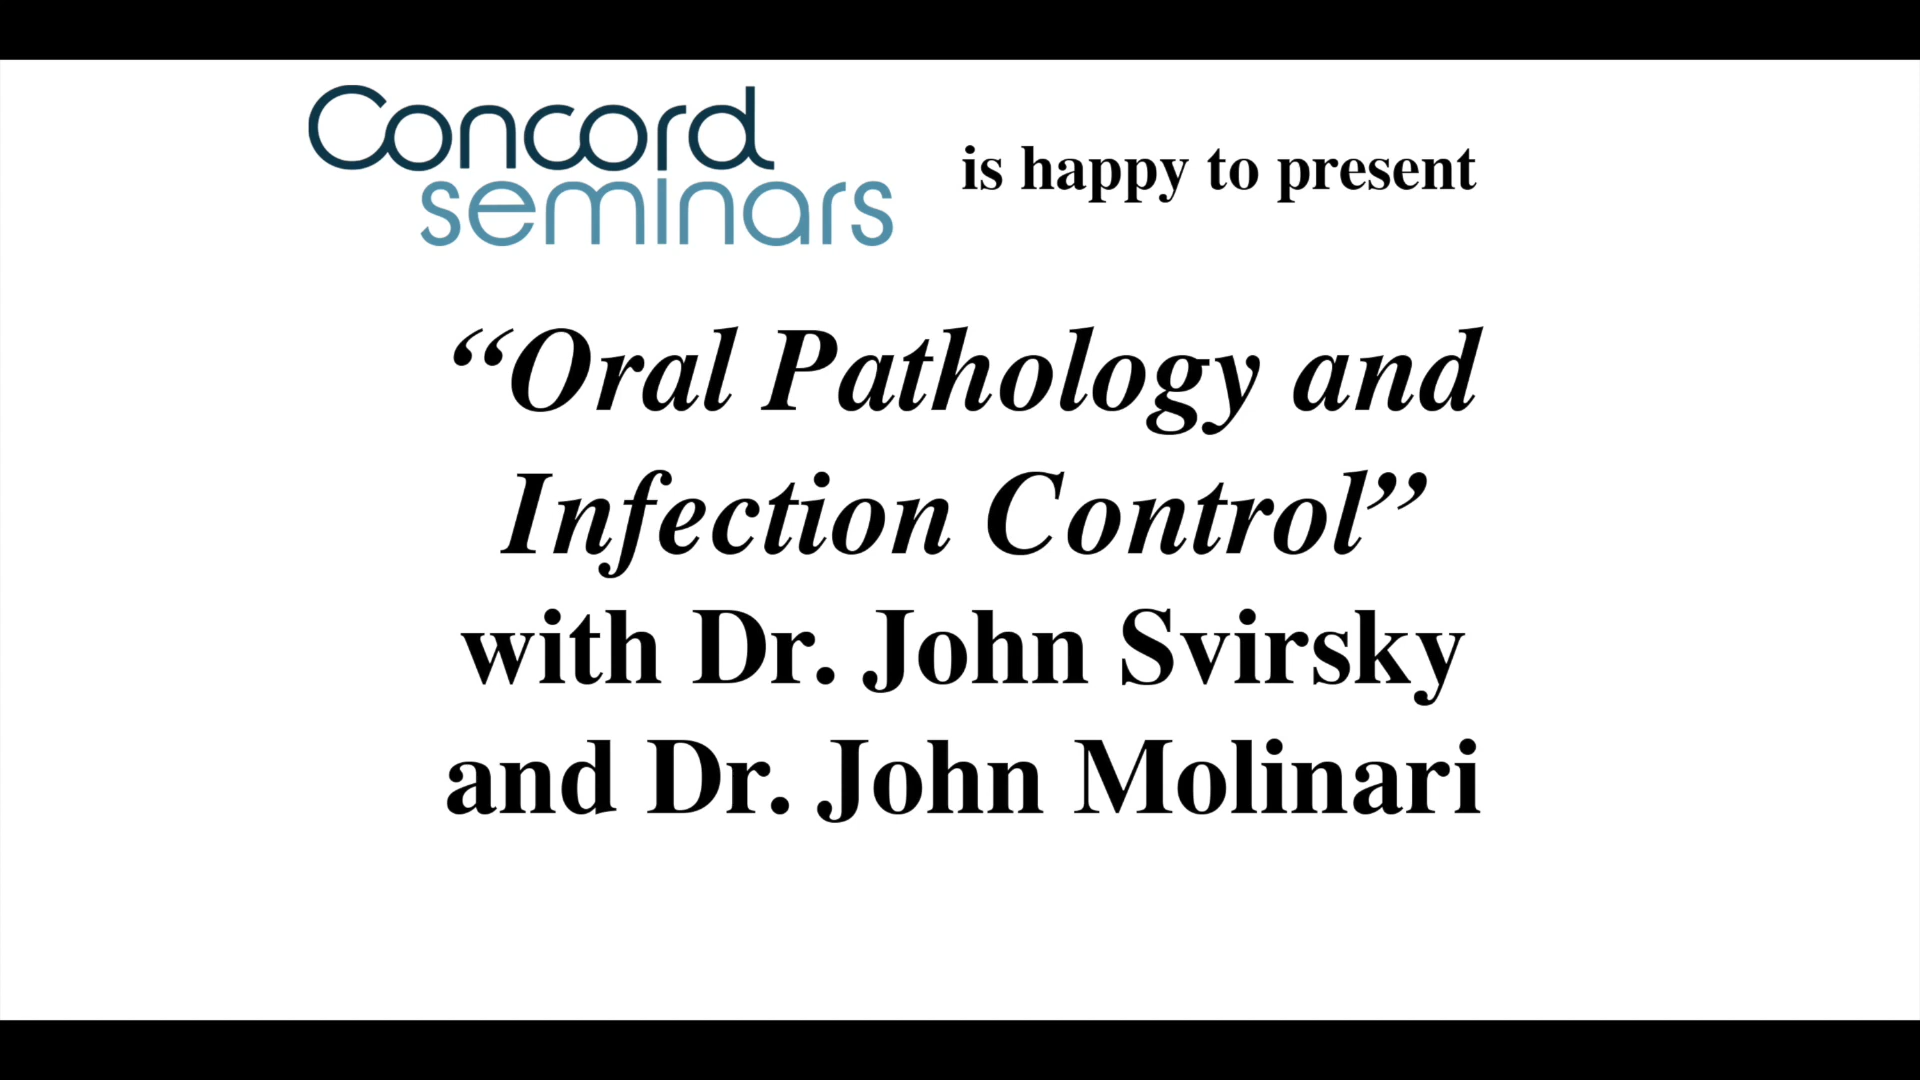 Concord
seminars
is happy to present
“Oral Pathology and
Infection Control”
with Dr. John Svirsky
and Dr. John Molinari